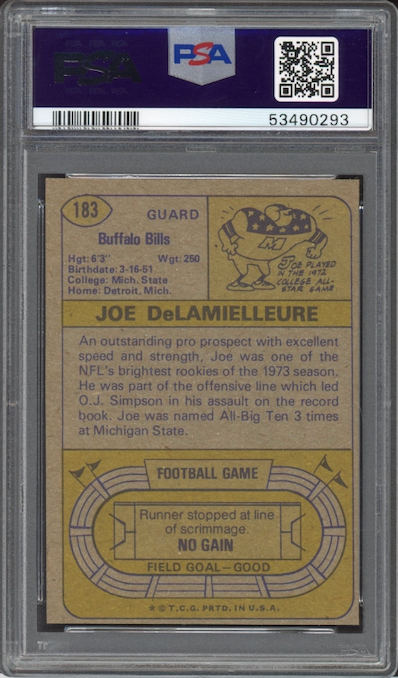 PSA
PSA
53490293
183
GUARD
Buffalo Bills
Hgt: 6'3" Wgt: 250
Birthdate: 3-16-51
College: Mich. State
Home: Detroit, Mich.
M
JOE PLAYED
IN THE 1972
COLLEGE ALL-
STAR GAME
JOE DeLAMIELLEURE
An outstanding pro prospect with excellent
speed and strength, Joe was one of the
NFL's brightest rookies of the 1973 season.
He was part of the offensive line which led
O.J. Simpson in his assault on the record
book. Joe was named All-Big Ten 3 times
at Michigan State.
FOOTBALL GAME
Runner stopped at line
of scrimmage.
NO GAIN
FIELD GOAL—GOOD
* © T.C.G. PRTD. IN U.S.A.
PSA